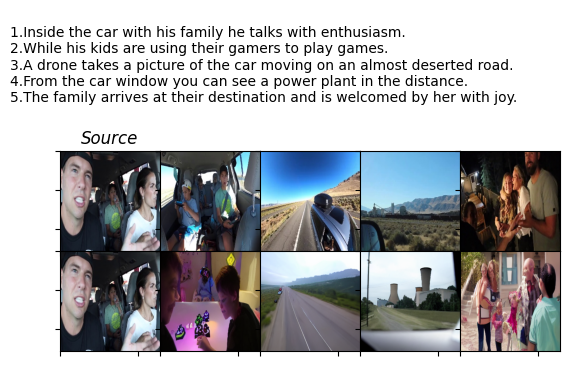 1.Inside the car with his family he talks with enthusiasm.
2.While his kids are using their gamers to play games.
3.A drone takes a picture of the car moving on an almost deserted road.
4.From the car window you can see a power plant in the distance.
5.The family arrives at their destination and is welcomed by her with joy.
Source